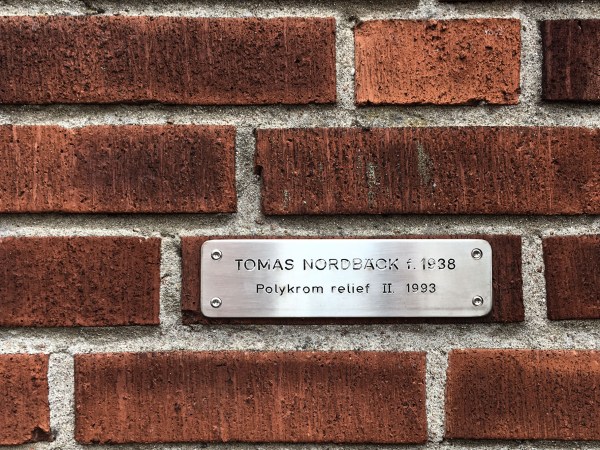 TOMAS NORDBÄCK f. 1938
Polykrom relief II. 1993